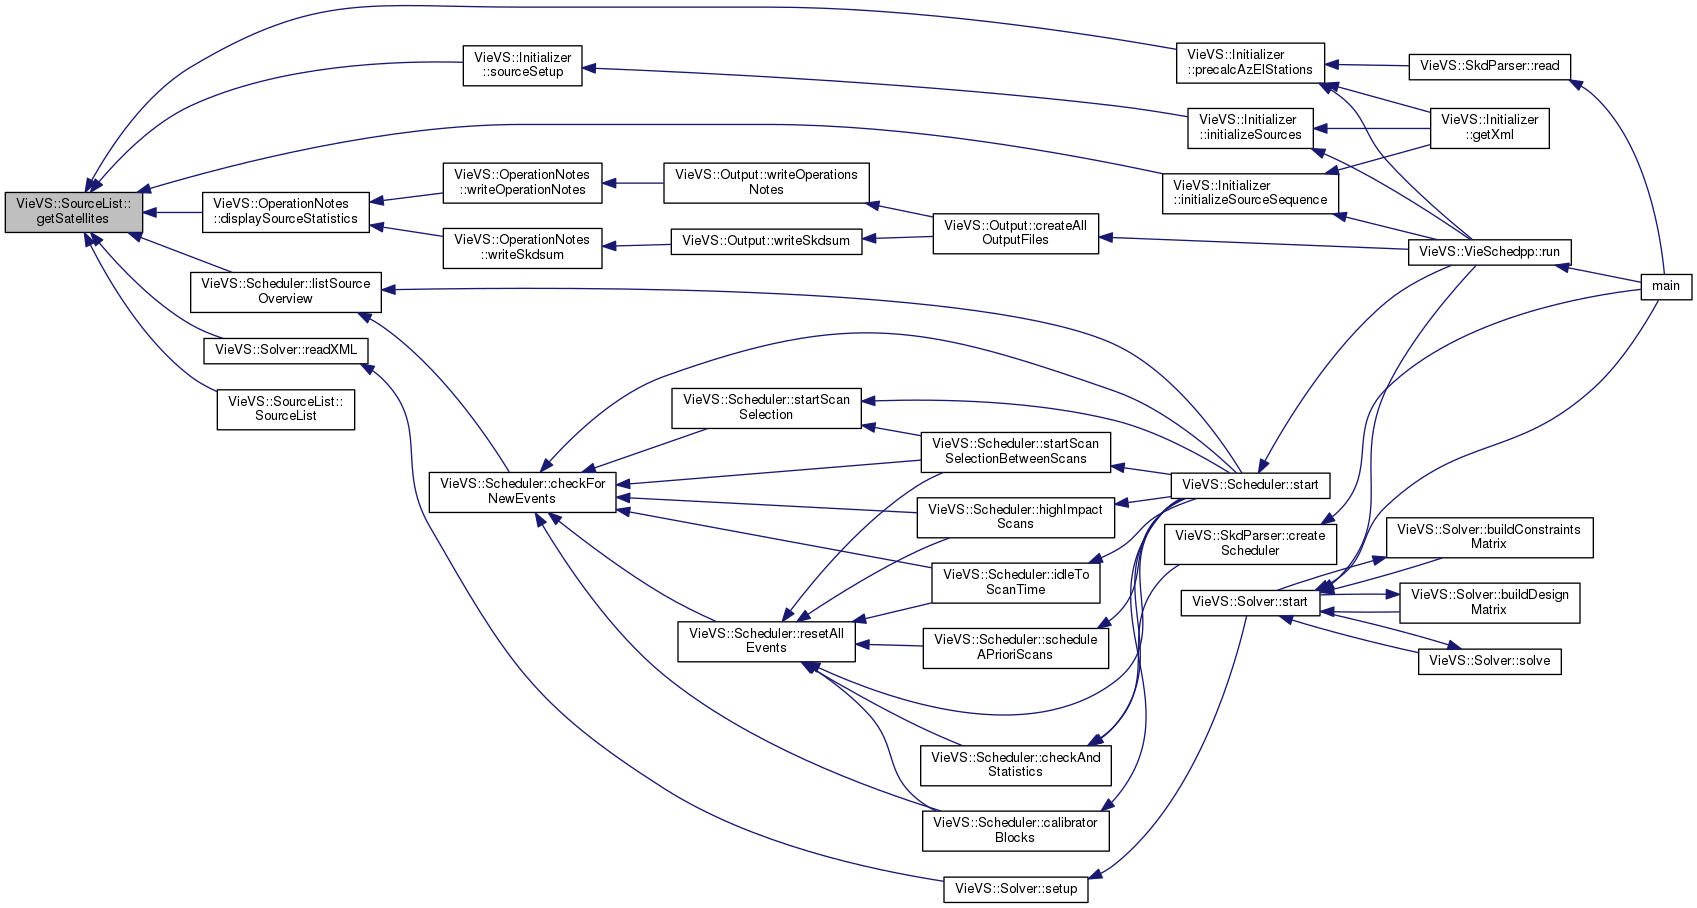 VieVS::SourceList::
getSatellites
VieVS::Initializer
::precalcAzElStations
VieVS::SkdParser::read
VieVS::Initializer
::sourceSetup
VieVS::Initializer
::initializeSources
VieVS::Initializer
::getXml
VieVS::Initializer
::initializeSourceSequence
VieVS::OperationNotes
::displaySourceStatistics
VieVS::OperationNotes
::writeOperationNotes
VieVS::Output::writeOperations
Notes
VieVS::OperationNotes
::writeSkdsum
VieVS::Output::writeSkdsum
VieVS::Output::createAll
OutputFiles
VieVS::VieSchedpp::run
main
VieVS::Scheduler::listSource
Overview
VieVS::Solver::readXML
VieVS::SourceList::
SourceList
VieVS::Scheduler::checkFor
NewEvents
VieVS::Scheduler::startScan
Selection
VieVS::Scheduler::startScan
SelectionBetweenScans
VieVS::Scheduler::highImpact
Scans
VieVS::Scheduler::idleTo
ScanTime
VieVS::Scheduler::resetAll
Events
VieVS::Scheduler::schedule
APrioriScans
VieVS::Scheduler::checkAnd
Statistics
VieVS::Scheduler::calibrator
Blocks
VieVS::Solver::setup
VieVS::Scheduler::start
VieVS::SkdParser::create
Scheduler
VieVS::Solver::start
VieVS::Solver::buildConstraints
Matrix
VieVS::Solver::buildDesign
Matrix
VieVS::Solver::solve